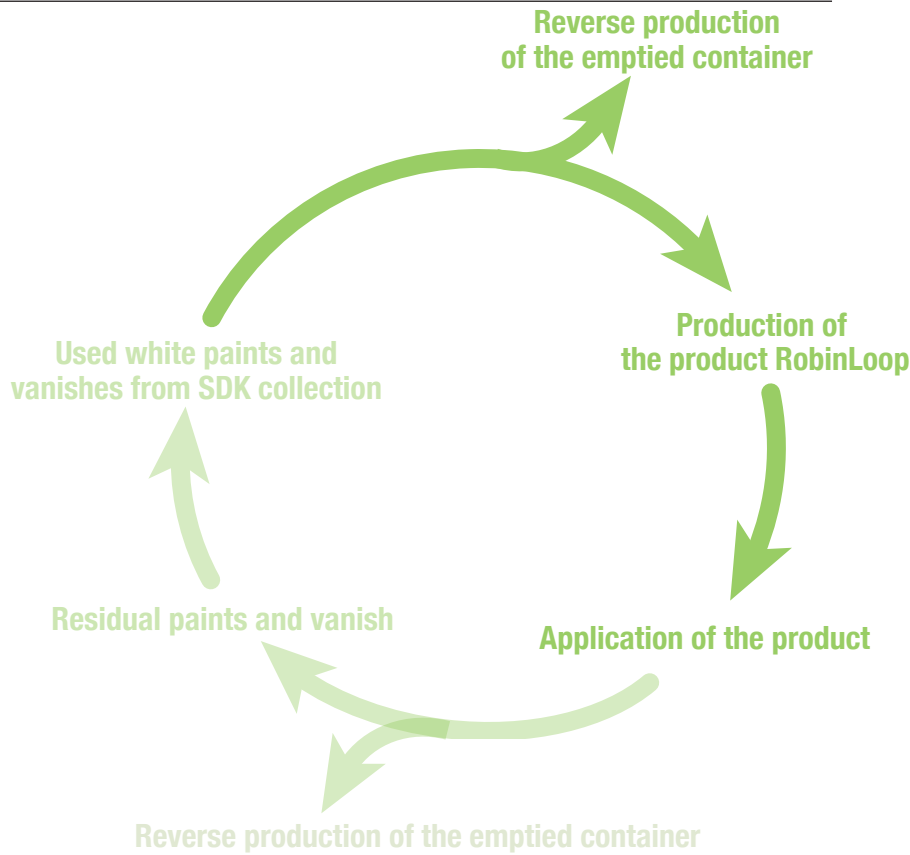 Reverse production
of the emptied container
Production of
the product RobinLoop
Used white paints and
vanishes from SDK collection
Residual paints and vanish
Application of the product
Reverse production of the emptied container